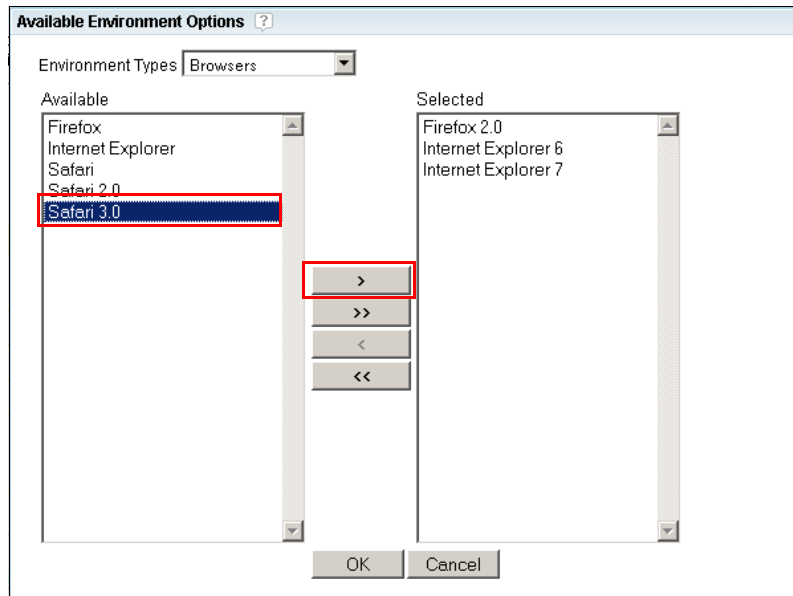 Available Environment Options ?
Environment Types Browsers
Available
Selected
Firefox
Internet Explorer
Safari
Safari 2.0
Safari 3.0
Firefox 2.0
Internet Explorer 6
Internet Explorer 7
>
>>
<
<<
OK
Cancel